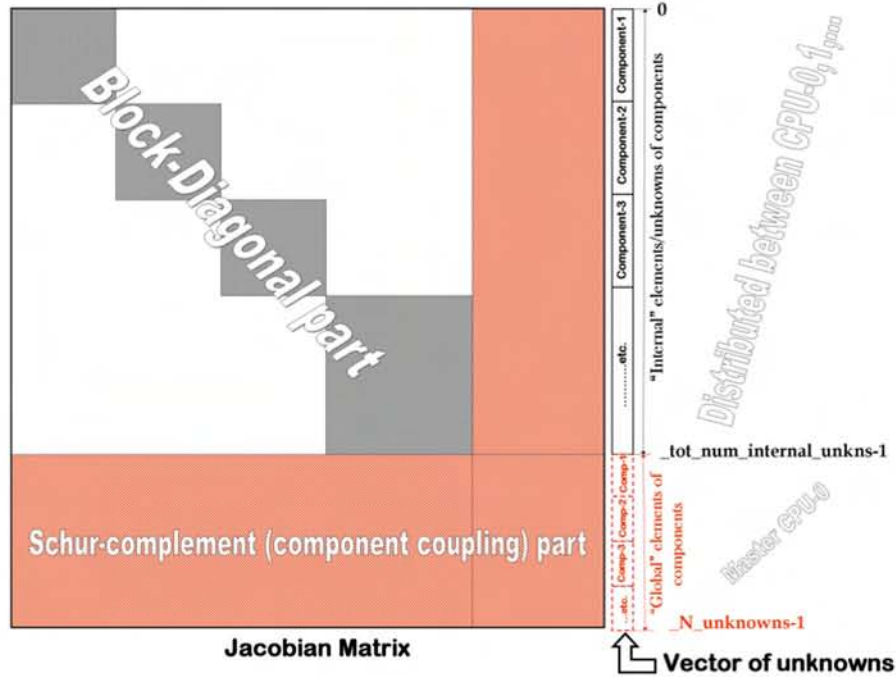 0
Block-Diagonal part
Component-1
Component-2
Component-3
..........etc.
"Internal" elements/unknowns of components
Distributed between CPU-0,1,...
_tot_num_internal_unkns-1
Schur-complement (component coupling) part
Comp-1
Comp-2
Comp-3
...etc.
"Global" elements of
components
Master CPU-0
_N_unknowns-1
Jacobian Matrix
Vector of unknowns